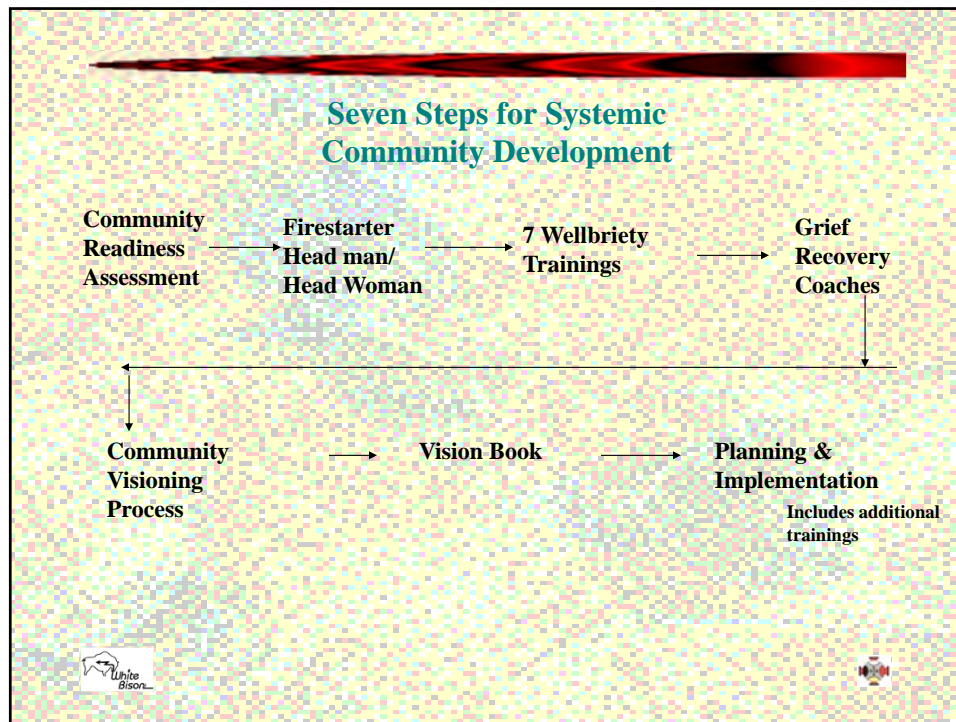 Seven Steps for Systemic
Community Development
Community
Readiness
Assessment
Firestarter
Head man/
Head Woman
7 Wellbriety
Trainings
Grief
Recovery
Coaches
Community
Visioning
Process
Vision Book
Planning &
Implementation
Includes additional
trainings
White
Bison